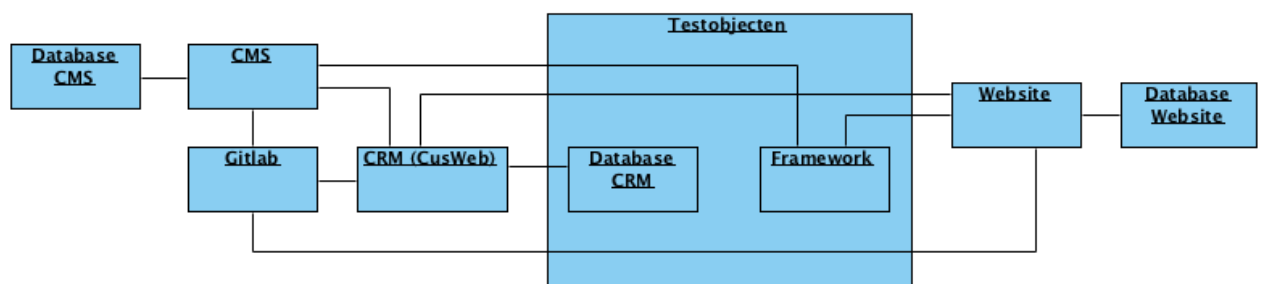 Testobjecten
Database
CMS
CMS
Website
Database
Website
Gitlab
CRM (CusWeb)
Database
CRM
Framework